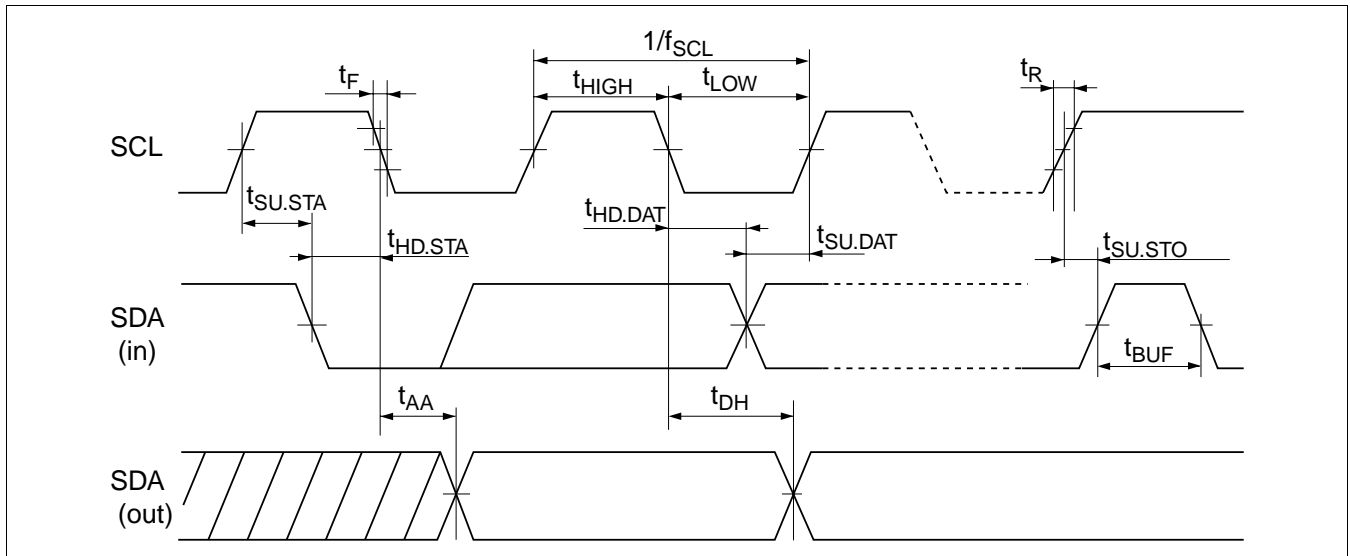 1/fSCL
tF
tHIGH
tLOW
tR
SCL
tSU.STA
tHD.DAT
tHD.STA
tSU.DAT
tSU.STO
SDA
(in)
tBUF
tAA
tDH
SDA
(out)